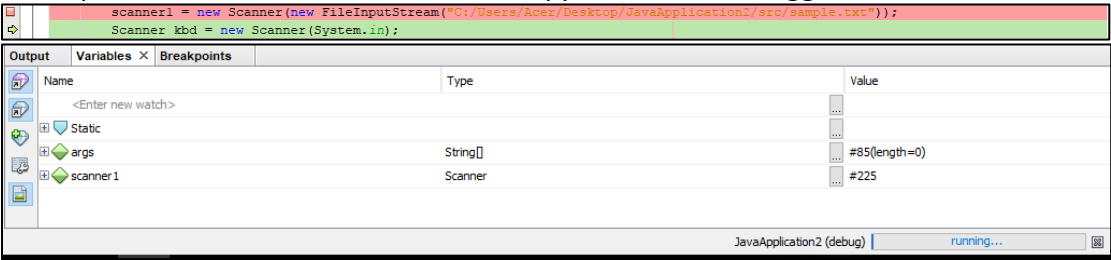 scanner1 = new Scanner(new FileInputStream("C:/Users/Acer/Desktop/JavaApplication2/src/sample.txt"));
Scanner kbd = new Scanner(System.in);
Output Variables × Breakpoints
Name Type Value
<Enter new watch> ...
Static ...
args String[] ... #85(length=0)
scanner1 Scanner ... #225
JavaApplication2 (debug) running...